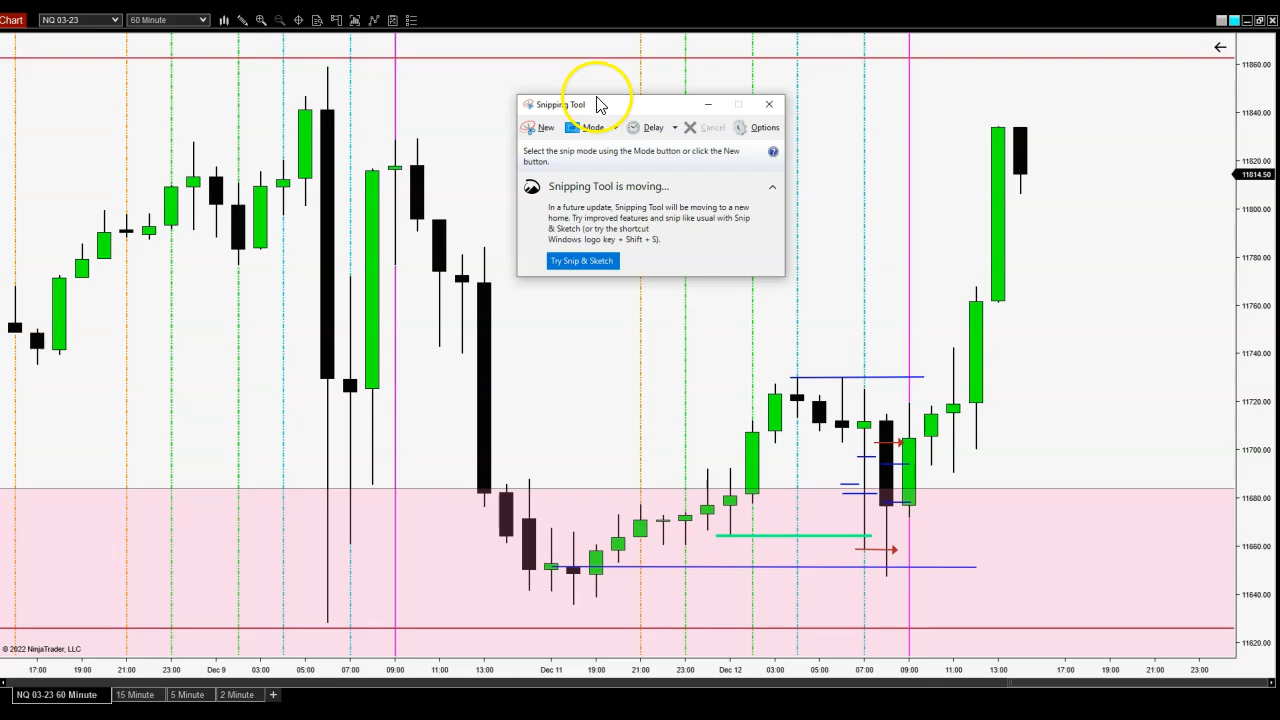 Chart NQ 03-23 60 Minute
11860.00
Snipping Tool
11840.00
New Mode Delay Cancel Options
Select the snip mode using the Mode button or click the New
button.
11820.00
11814.50
Snipping Tool is moving...
In a future update, Snipping Tool will be moving to a new
home. Try improved features and snip like usual with Snip
& Sketch (or try the shortcut
Windows logo key + Shift + S).
Try Snip & Sketch
11800.00
11780.00
11760.00
11740.00
11720.00
11700.00
11680.00
11660.00
11640.00
11620.00
© 2022 NinjaTrader, LLC
17:00 19:00 21:00 23:00 Dec 9 03:00 05:00 07:00 09:00 11:00 13:00 Dec 11 19:00 21:00 23:00 Dec 12 03:00 05:00 07:00 09:00 11:00 13:00 17:00 19:00 21:00 23:00
NQ 03-23 60 Minute 15 Minute 5 Minute 2 Minute +